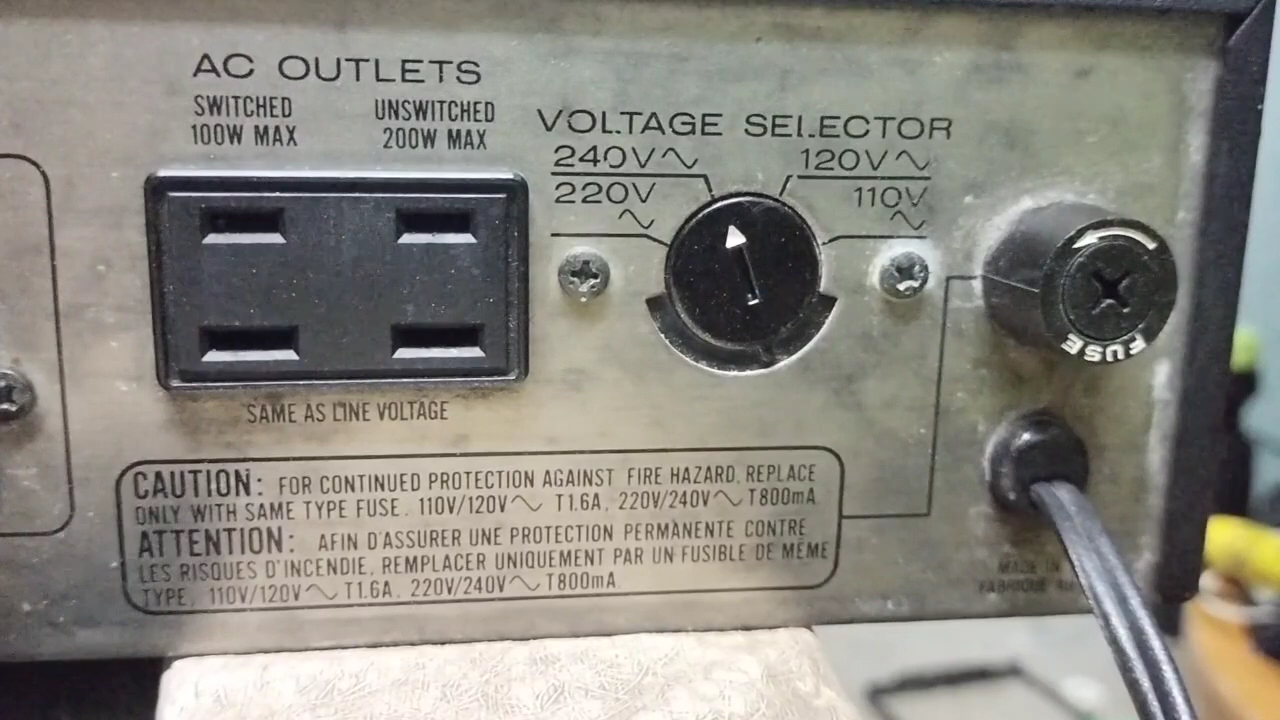 AC OUTLETS
SWITCHED
100W MAX
UNSWITCHED
200W MAX
SAME AS LINE VOLTAGE
VOLTAGE SELECTOR
240V∿
220V
∿
120V∿
110V
∿
FUSE
CAUTION: FOR CONTINUED PROTECTION AGAINST FIRE HAZARD, REPLACE
ONLY WITH SAME TYPE FUSE. 110V/120V∿ T1.6A, 220V/240V∿ T800mA
ATTENTION: AFIN D'ASSURER UNE PROTECTION PERMANENTE CONTRE
LES RISQUES D'INCENDIE, REMPLACER UNIQUEMENT PAR UN FUSIBLE DE MÊME
TYPE, 110V/120V∿ T1.6A, 220V/240V∿ T800mA.
MADE IN
FABRIQUÉ AU